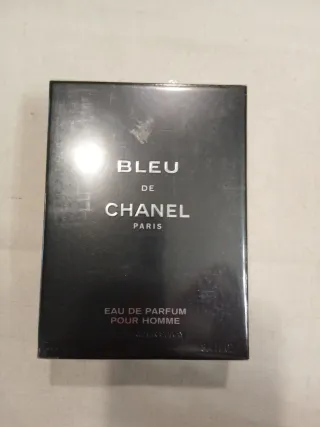 BLEU
DE
CHANEL
PARIS
EAU DE PARFUM
POUR HOMME